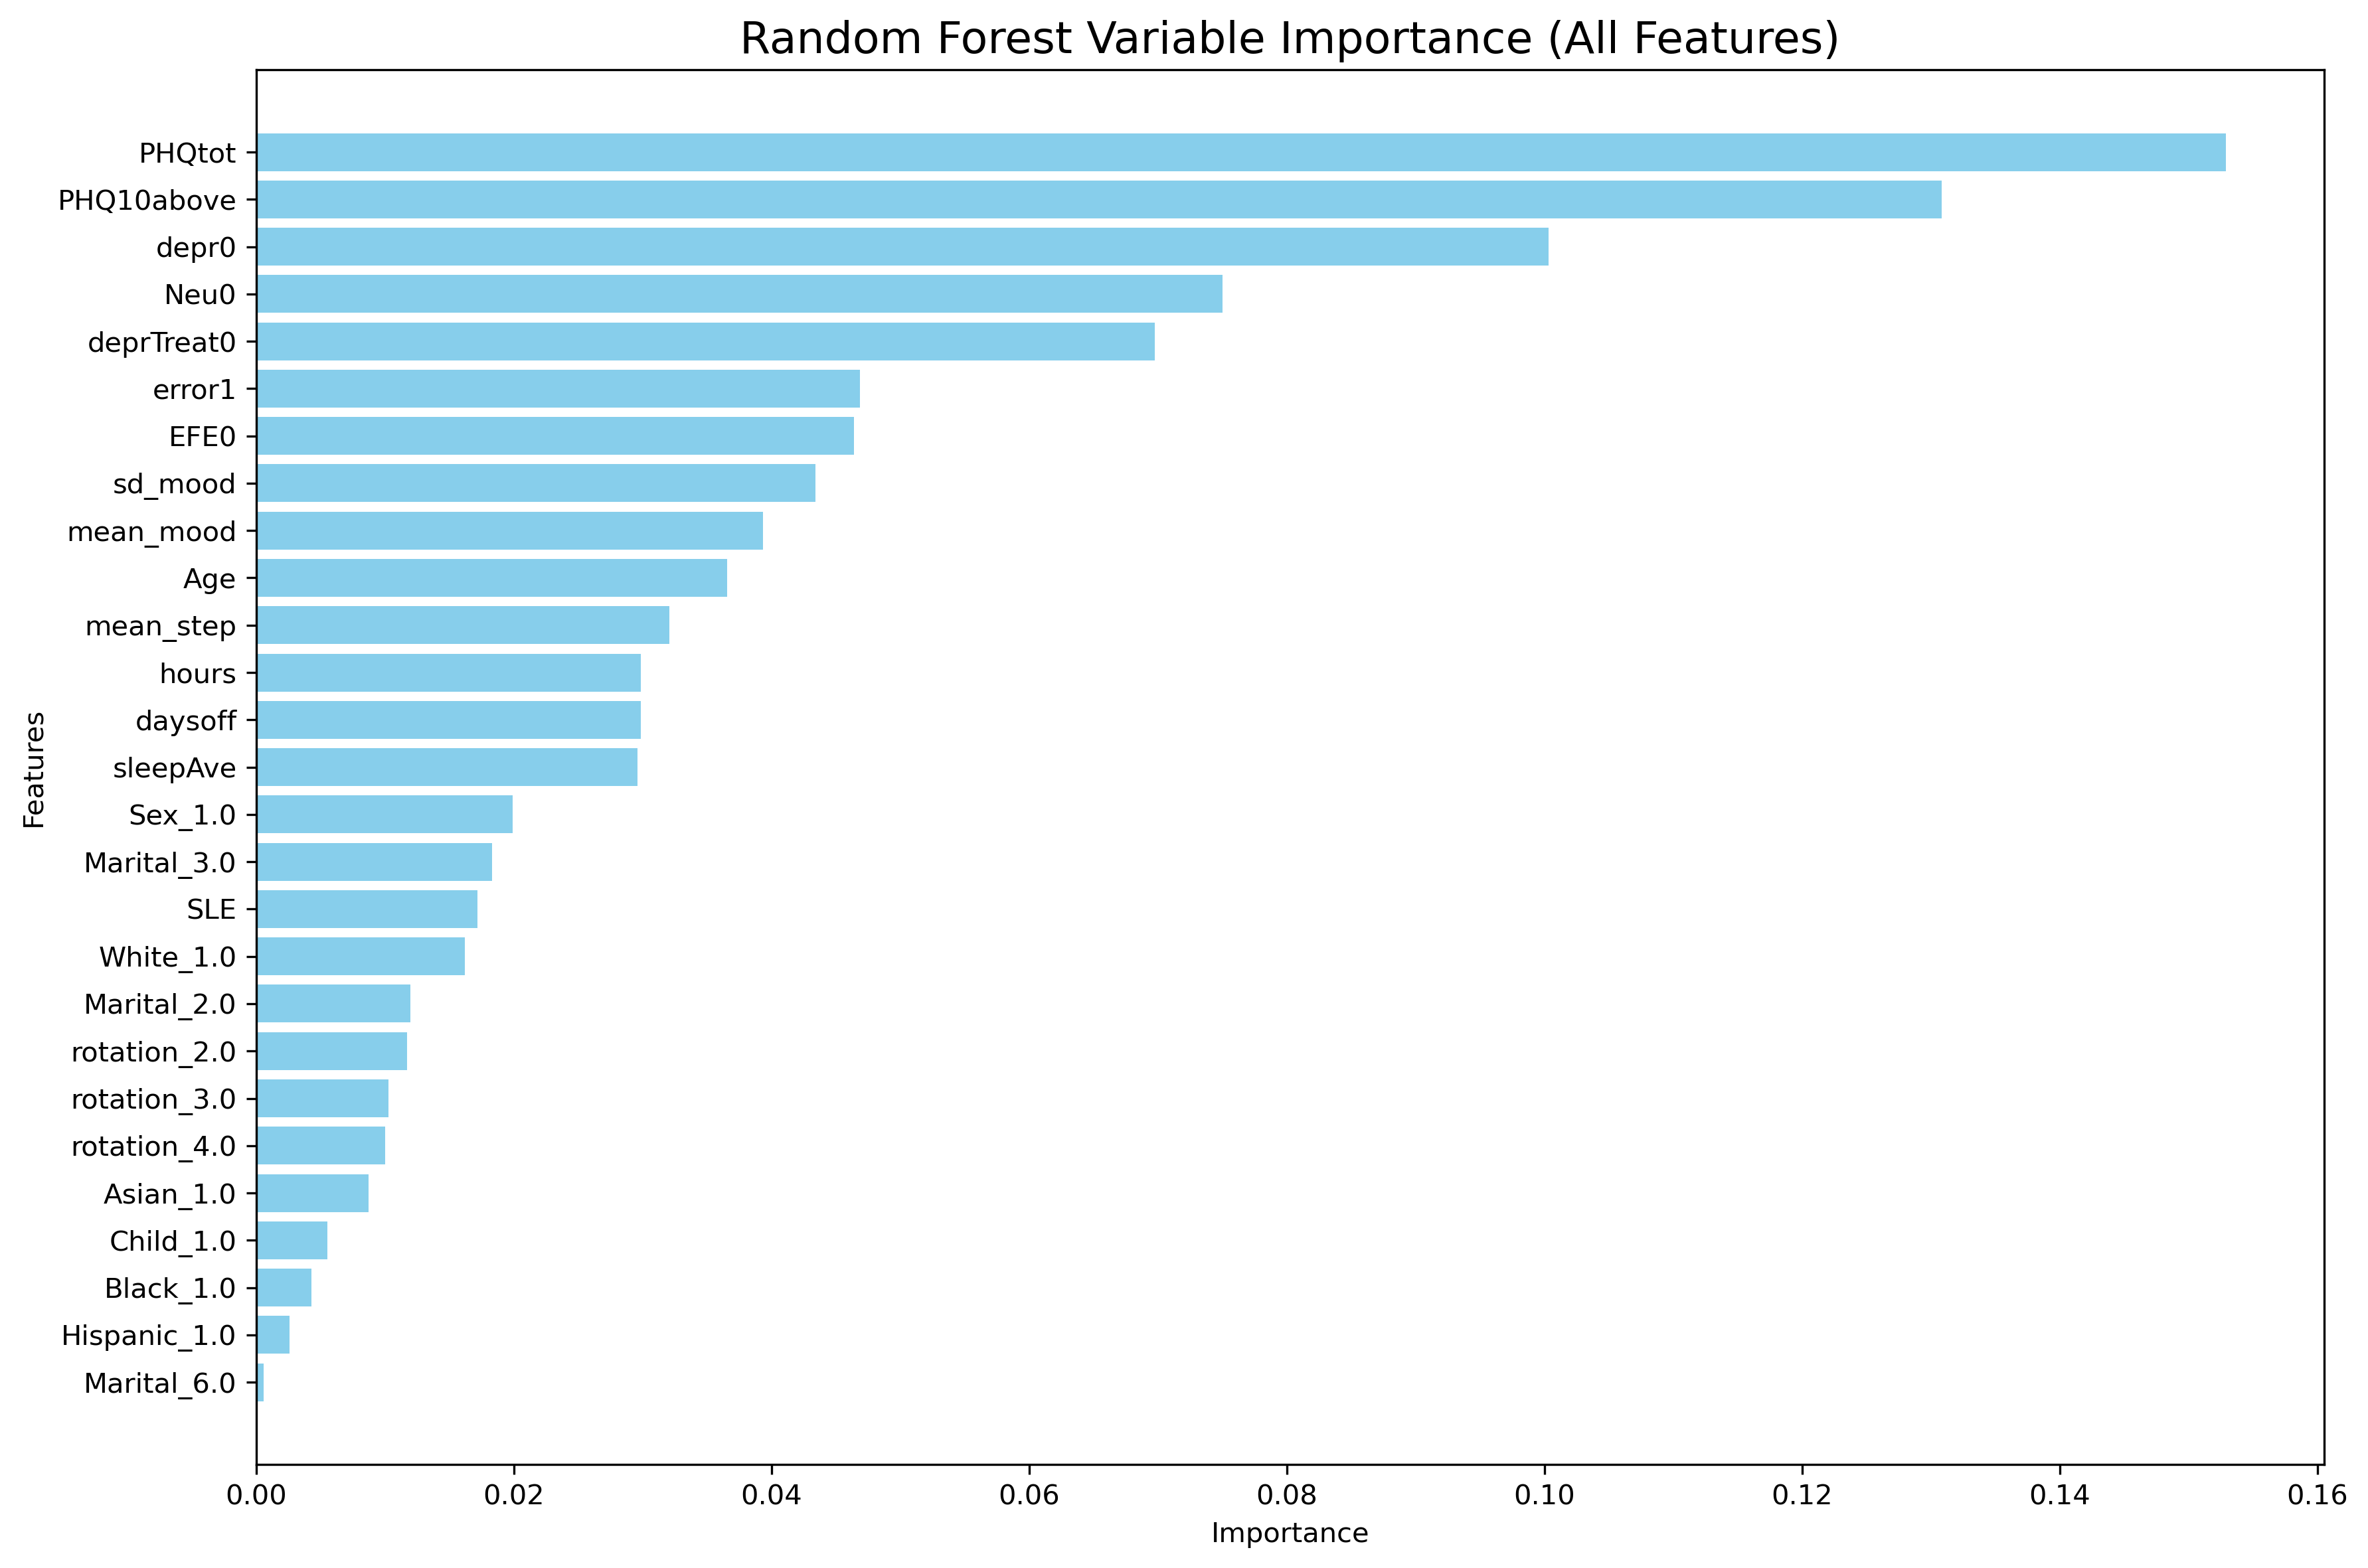 Random Forest Variable Importance (All Features)
PHQtot
PHQ10above
depr0
Neu0
deprTreat0
error1
EFE0
sd_mood
mean_mood
Age
mean_step
hours
daysoff
sleepAve
Sex_1.0
Marital_3.0
SLE
White_1.0
Marital_2.0
rotation_2.0
rotation_3.0
rotation_4.0
Asian_1.0
Child_1.0
Black_1.0
Hispanic_1.0
Marital_6.0
Features
0.00 0.02 0.04 0.06 0.08 0.10 0.12 0.14 0.16
Importance